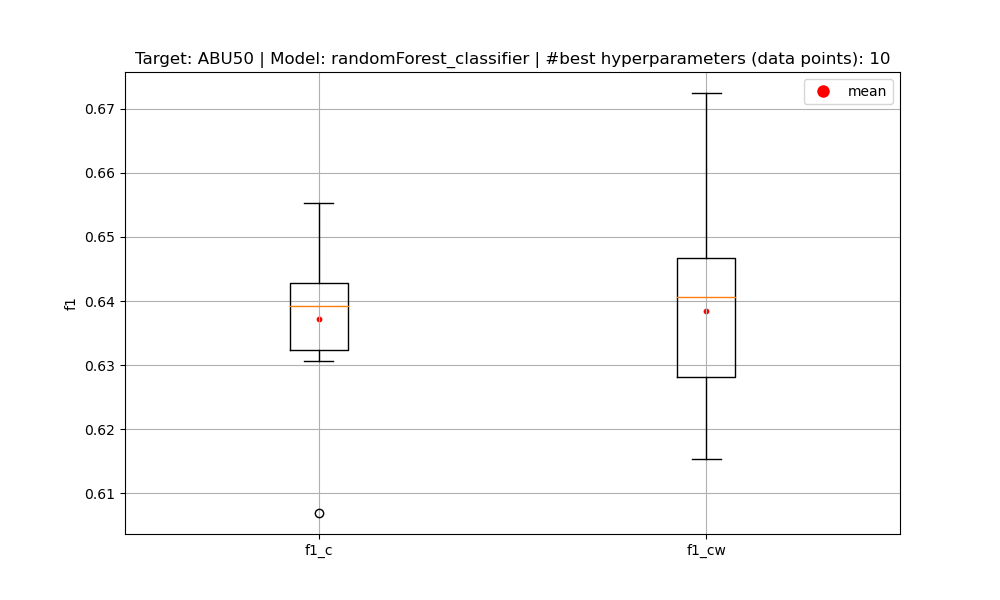 Target: ABU50 | Model: randomForest_classifier | #best hyperparameters (data points): 10
mean
0.67
0.66
0.65
0.64
0.63
0.62
0.61
f1
f1_c
f1_cw